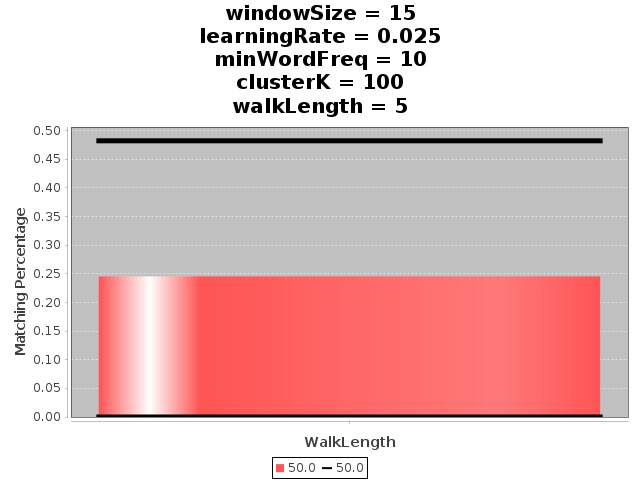 windowSize = 15
learningRate = 0.025
minWordFreq = 10
clusterK = 100
walkLength = 5
0.50
0.45
0.40
0.35
0.30
0.25
0.20
0.15
0.10
0.05
0.00
Matching Percentage
WalkLength
50.0 50.0